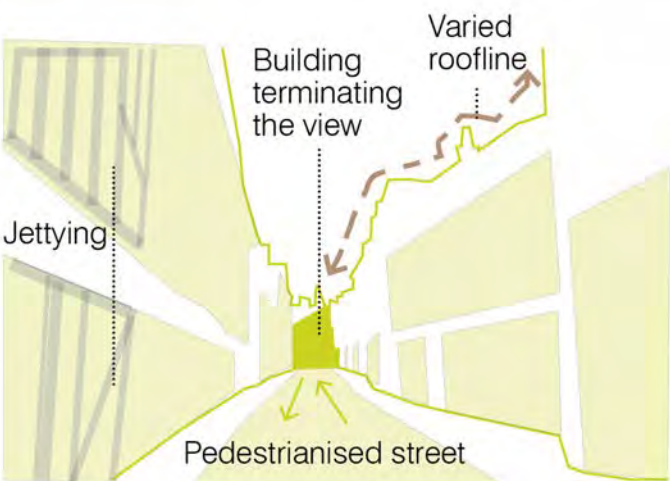 Varied
roofline
Building
terminating
the view
Jettying
Pedestrianised street